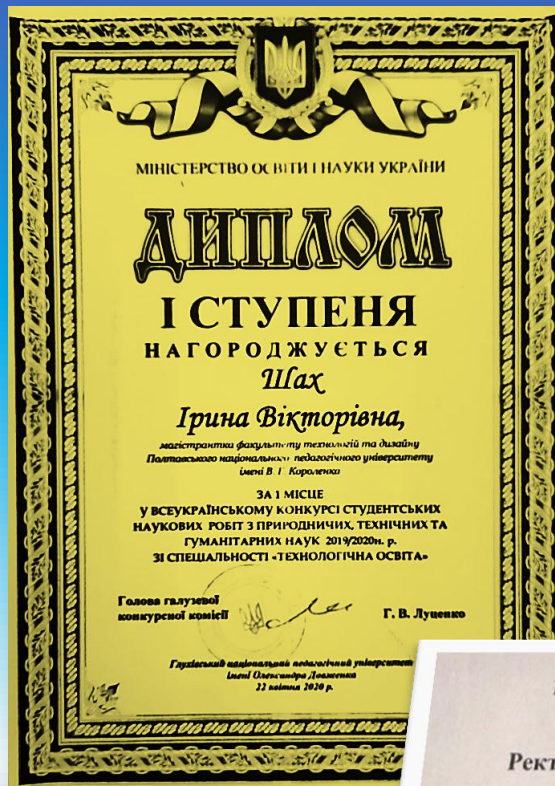 МІНІСТЕРСТВО ОСВІТИ І НАУКИ УКРАЇНИ
ДИПЛОМ
І СТУПЕНЯ
НАГОРОДЖУЄТЬСЯ
Шах
Ірина Вікторівна,
магістрантка факультету технологій та дизайну
Полтавського національного педагогічного університету
імені В. Г. Короленка
ЗА І МІСЦЕ
У ВСЕУКРАЇНСЬКОМУ КОНКУРСІ СТУДЕНТСЬКИХ
НАУКОВИХ РОБІТ З ПРИРОДНИЧИХ, ТЕХНІЧНИХ ТА
ГУМАНІТАРНИХ НАУК 2019/2020н. р.
ЗІ СПЕЦІАЛЬНОСТІ «ТЕХНОЛОГІЧНА ОСВІТА»
Голова галузевої
конкурсної комісії Г. В. Луценко
Глухівський національний педагогічний університет
імені Олександра Довженка
22 квітня 2020 р.
Рект